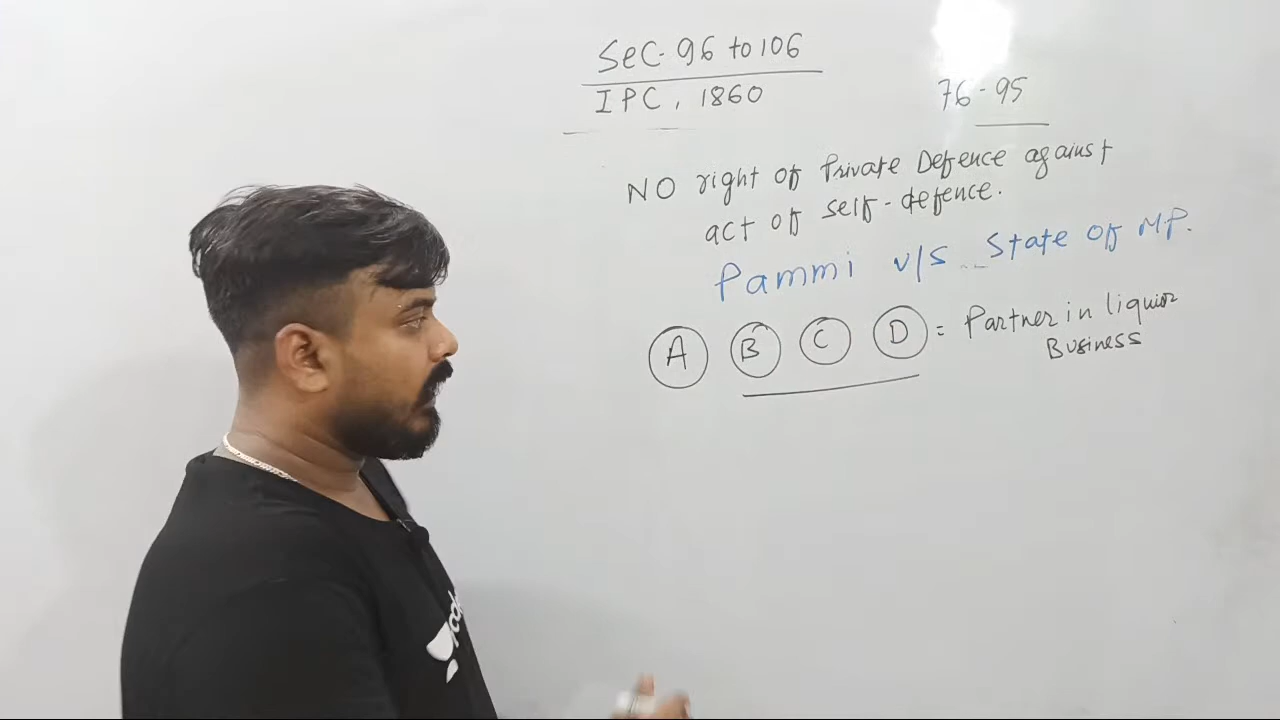 Sec-96 to 106
IPC, 1860
76-95
NO right of Private Defence against
act of self-defence.
Pammi v/s State of MP.
A B C D = Partner in liquior
Business